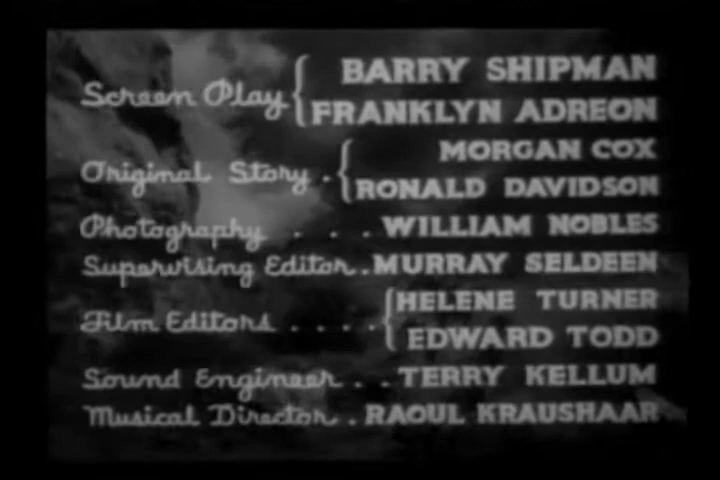 Screen Play { BARRY SHIPMAN
FRANKLYN ADREON
Original Story . { MORGAN COX
RONALD DAVIDSON
Photography . . . WILLIAM NOBLES
Supervising Editor . MURRAY SELDEEN
Film Editors . . . . { HELENE TURNER
EDWARD TODD
Sound Engineer . . TERRY KELLUM
Musical Director . RAOUL KRAUSHAAR